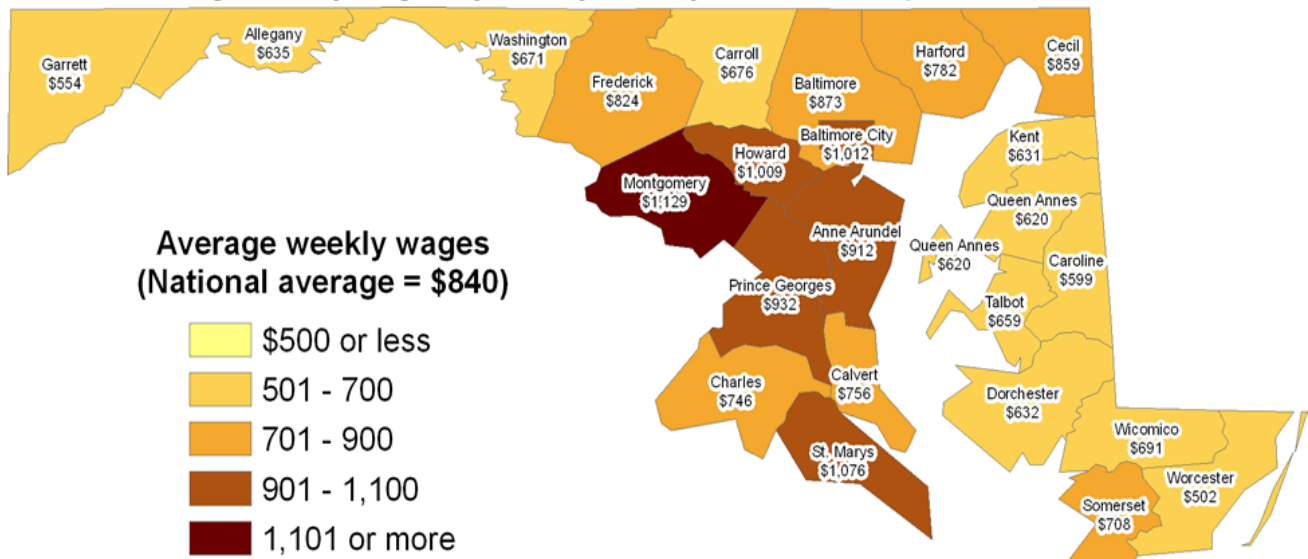 Garrett
$554
Allegany
$635
Washington
$671
Frederick
$824
Carroll
$676
Baltimore
$873
Harford
$782
Cecil
$859
Baltimore City
$1,012
Howard
$1,009
Montgomery
$1,129
Kent
$631
Queen Annes
$620
Anne Arundel
$912
Queen Annes
$620
Caroline
$599
Prince Georges
$932
Talbot
$659
Charles
$746
Calvert
$756
Dorchester
$632
St. Marys
$1,076
Wicomico
$691
Worcester
$502
Somerset
$708
Average weekly wages
(National average = $840)
$500 or less
501 - 700
701 - 900
901 - 1,100
1,101 or more